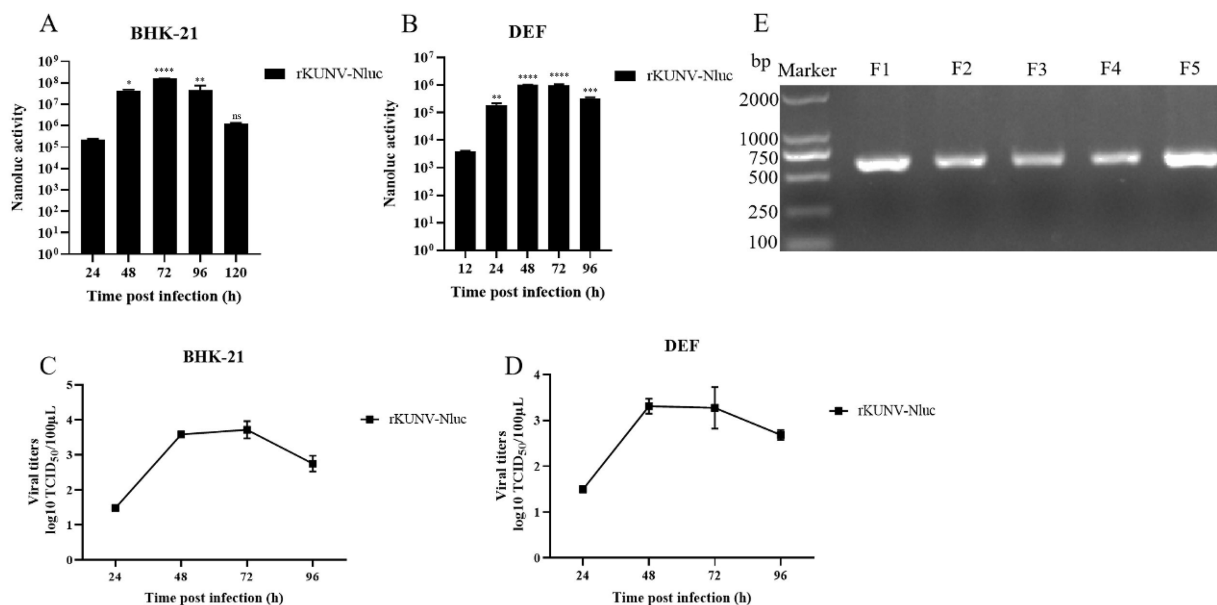 A
BHK-21
Nanoluc activity
10⁹
10⁸
10⁷
10⁶
10⁵
10⁴
10³
10²
10¹
10⁰
*
****
**
ns
24 48 72 96 120
Time post infection (h)
rKUNV-Nluc
B
DEF
Nanoluc activity
10⁷
10⁶
10⁵
10⁴
10³
10²
10¹
10⁰
**
****
****
***
12 24 48 72 96
Time post infection (h)
rKUNV-Nluc
E
bp Marker F1 F2 F3 F4 F5
2000
1000
750
500
250
100
C
BHK-21
Viral titers
log10 TCID₅₀/100μL
5
4
3
2
1
0
24 48 72 96
Time post infection (h)
rKUNV-Nluc
D
DEF
Viral titers
log10 TCID₅₀/100μL
4
3
2
1
0
24 48 72 96
Time post infection (h)
rKUNV-Nluc